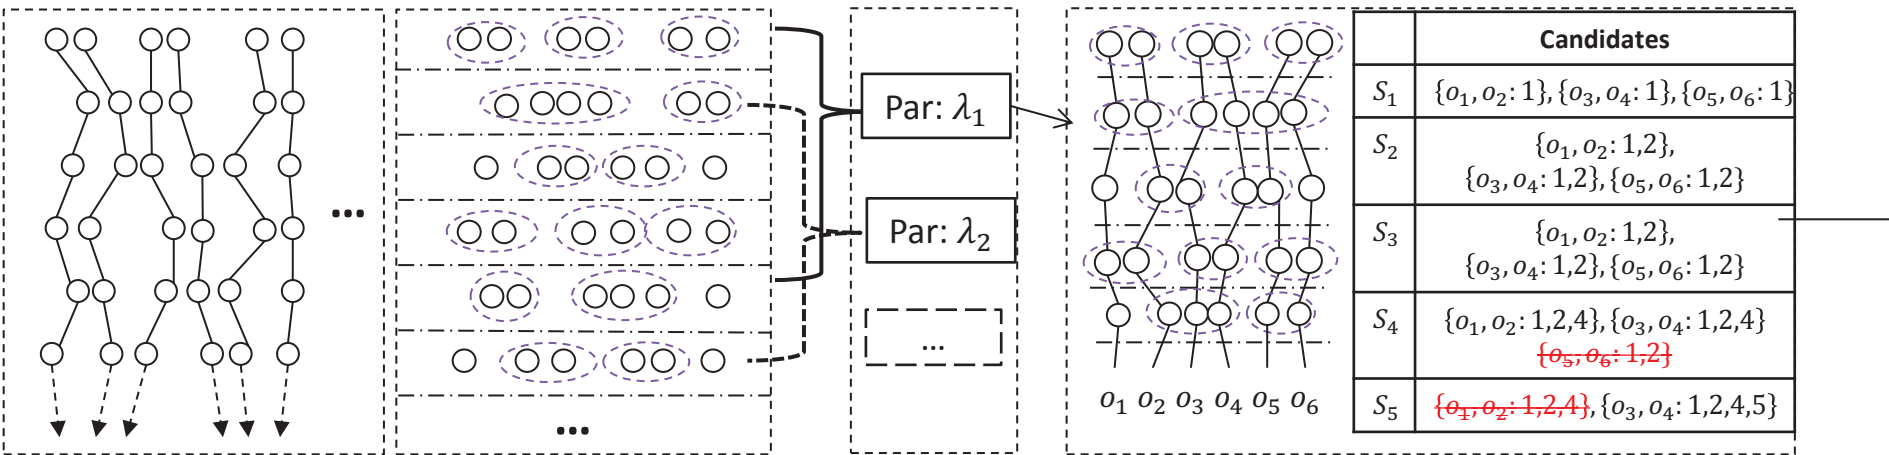 ...
...
Par: λ₁
Par: λ₂
...
o₁ o₂ o₃ o₄ o₅ o₆
Candidates
S₁ {o₁, o₂: 1}, {o₃, o₄: 1}, {o₅, o₆: 1}
S₂ {o₁, o₂: 1,2},
{o₃, o₄: 1,2}, {o₅, o₆: 1,2}
S₃ {o₁, o₂: 1,2},
{o₃, o₄: 1,2}, {o₅, o₆: 1,2}
S₄ {o₁, o₂: 1,2,4}, {o₃, o₄: 1,2,4}
{o₅, o₆: 1,2}
S₅ {o₁, o₂: 1,2,4}, {o₃, o₄: 1,2,4,5}